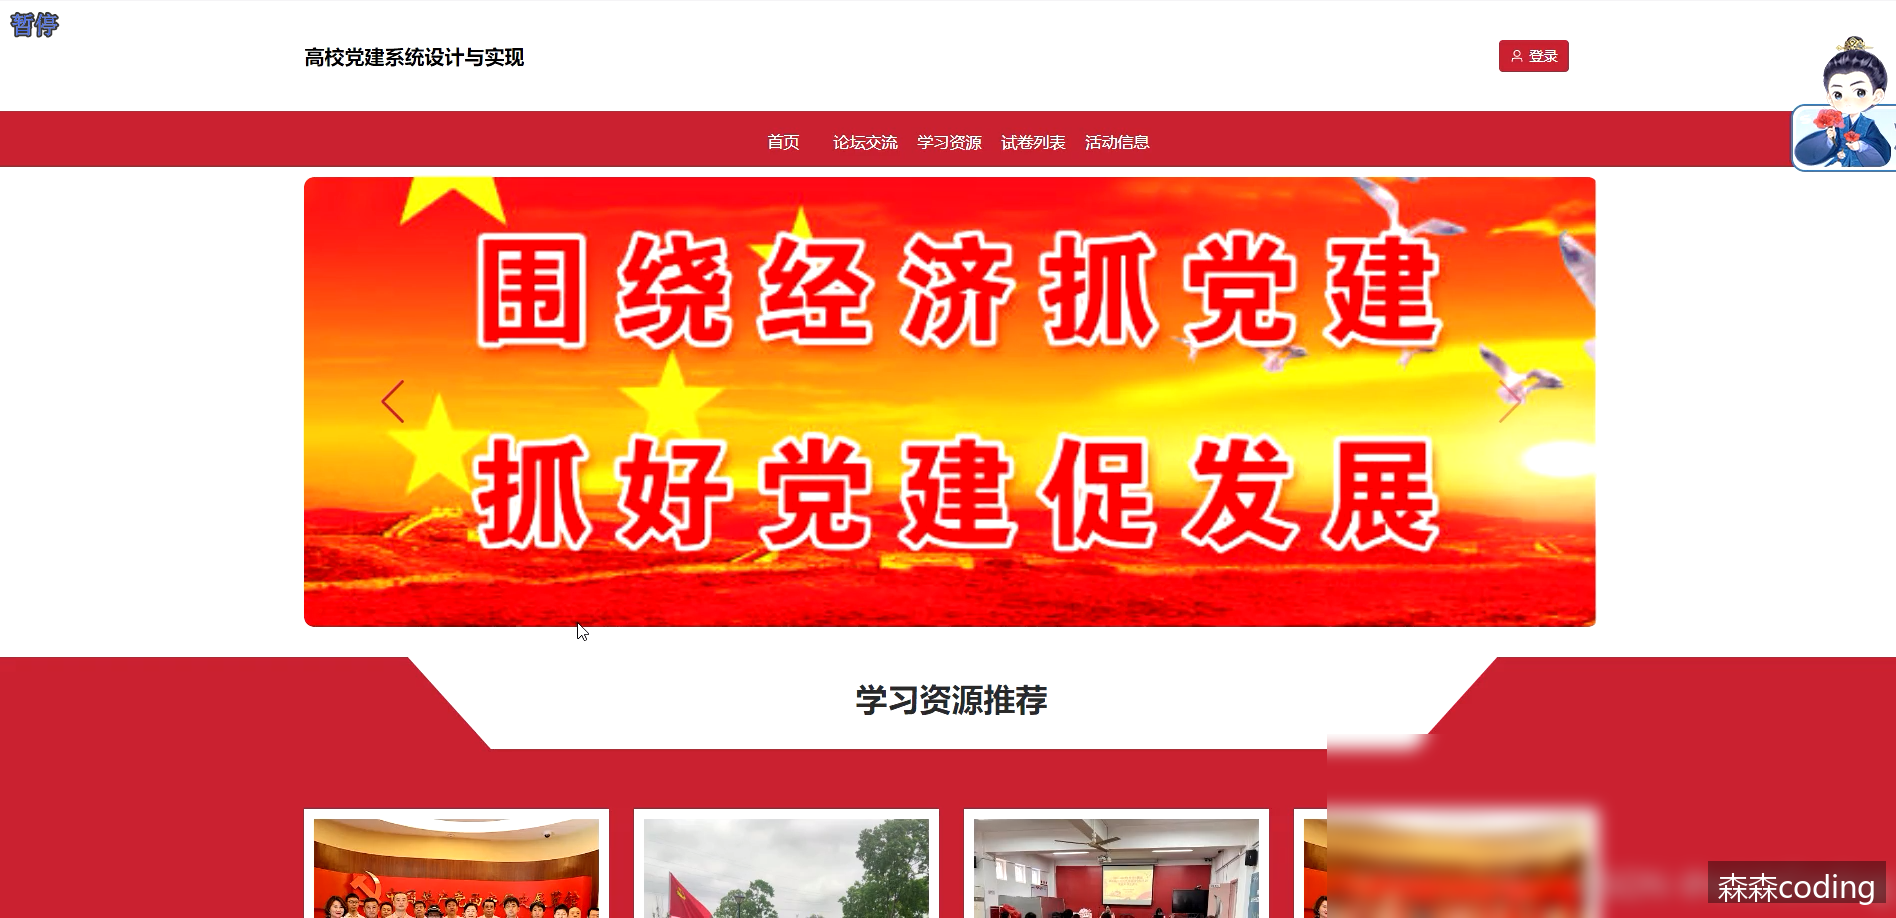 暂停
高校党建系统设计与实现
登录
首页 论坛交流 学习资源 试卷列表 活动信息
围绕经济抓党建
抓好党建促发展
学习资源推荐
森森coding